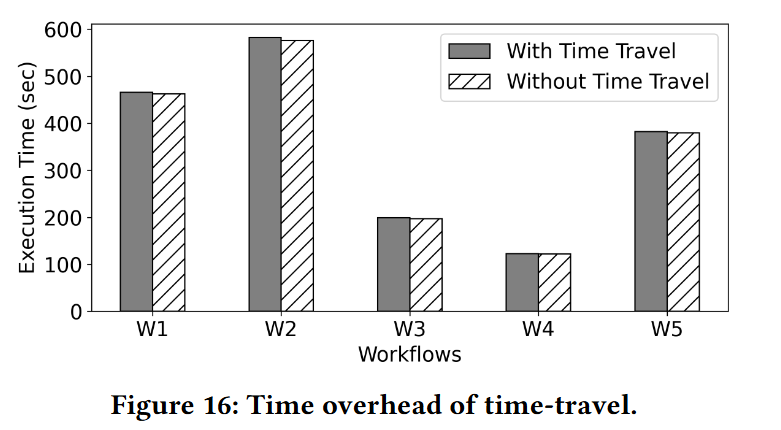 600
500
400
300
200
100
0
Execution Time (sec)
With Time Travel
Without Time Travel
W1 W2 W3 W4 W5
Workflows
Figure 16: Time overhead of time-travel.